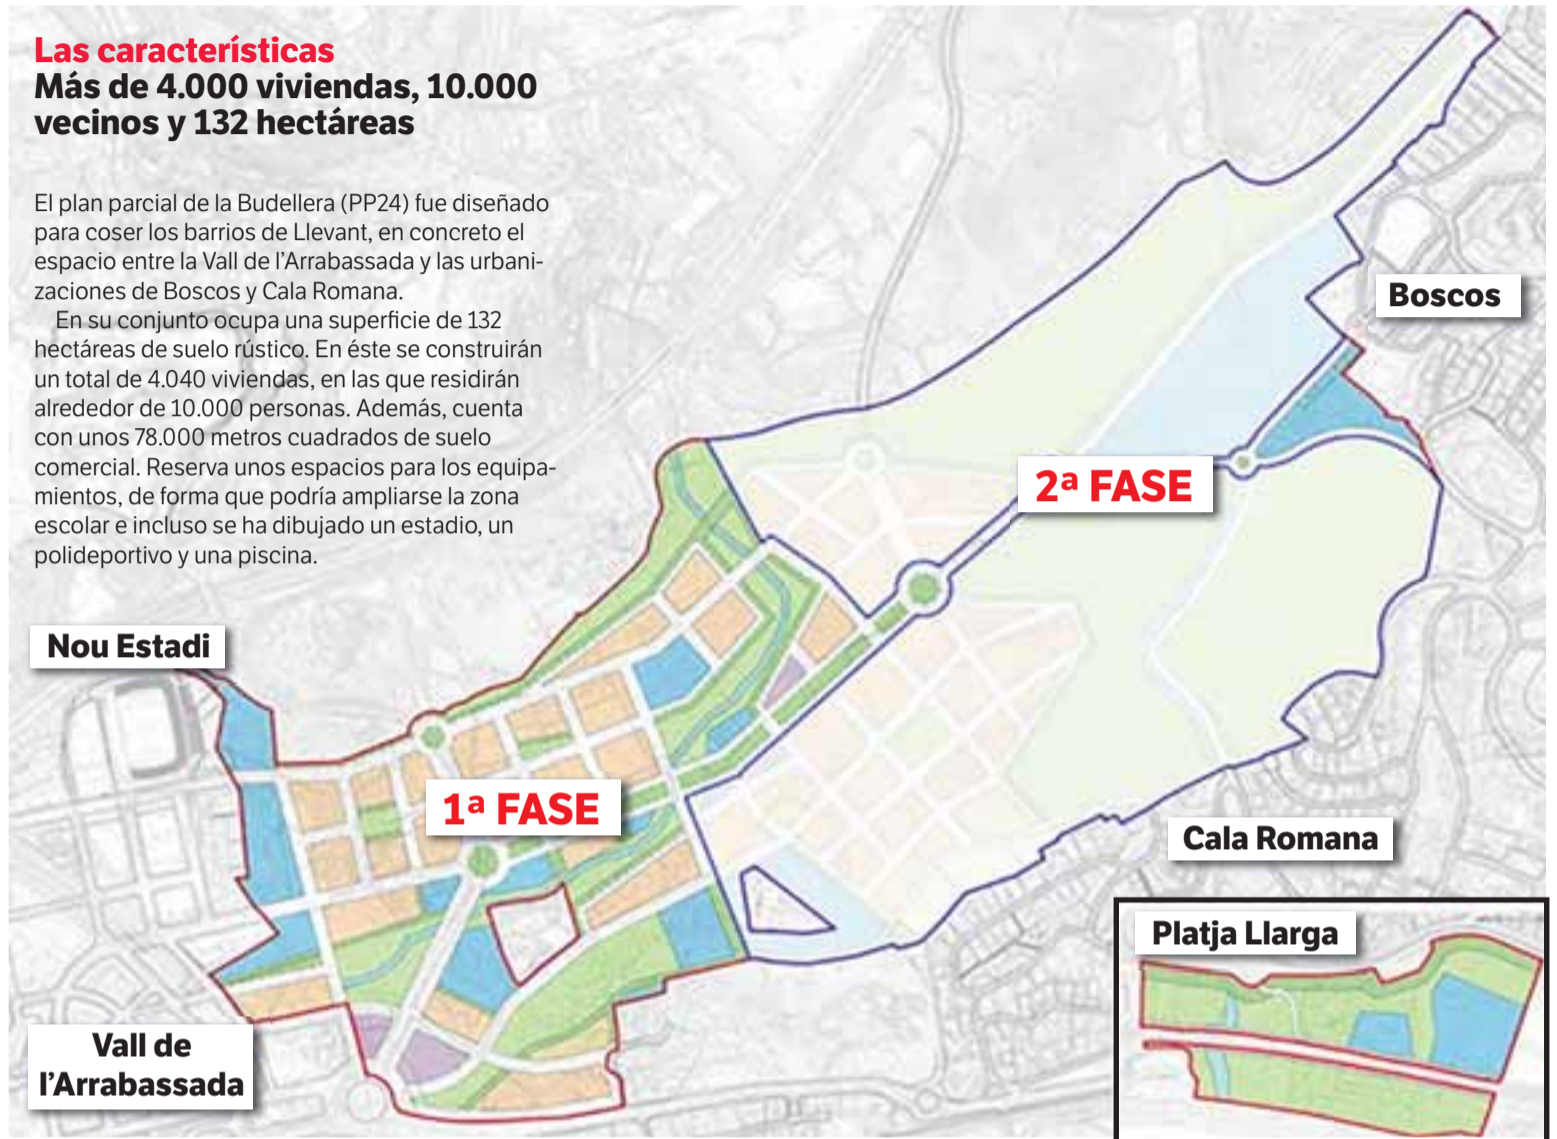 Las características
Más de 4.000 viviendas, 10.000
vecinos y 132 hectáreas
El plan parcial de la Budellera (PP24) fue diseñado
para coser los barrios de Llevant, en concreto el
espacio entre la Vall de l'Arrabassada y las urbani-
zaciones de Boscos y Cala Romana.
En su conjunto ocupa una superficie de 132
hectáreas de suelo rústico. En éste se construirán
un total de 4.040 viviendas, en las que residirán
alrededor de 10.000 personas. Además, cuenta
con unos 78.000 metros cuadrados de suelo
comercial. Reserva unos espacios para los equipa-
mientos, de forma que podría ampliarse la zona
escolar e incluso se ha dibujado un estadio, un
polideportivo y una piscina.
Boscos
2ª FASE
Nou Estadi
1ª FASE
Cala Romana
Platja Llarga
Vall de
l'Arrabassada